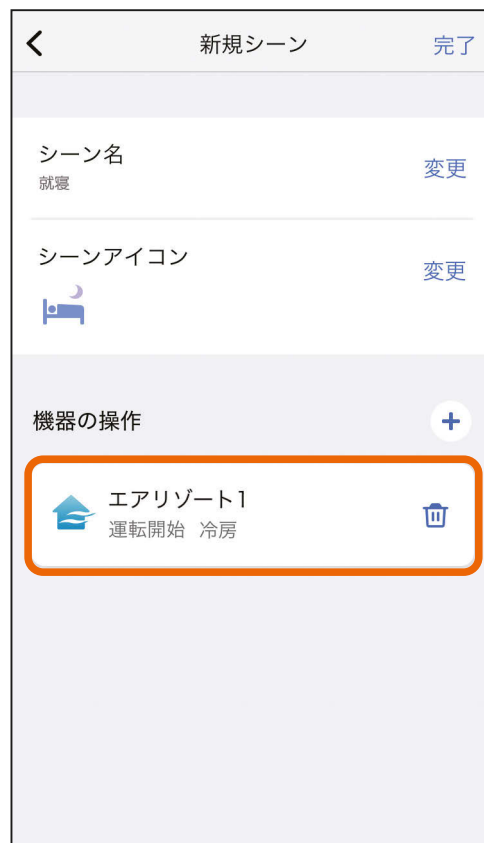 新規シーン
完了
シーン名
変更
就寝
シーンアイコン
変更
機器の操作
エアリゾート1
運転開始 冷房